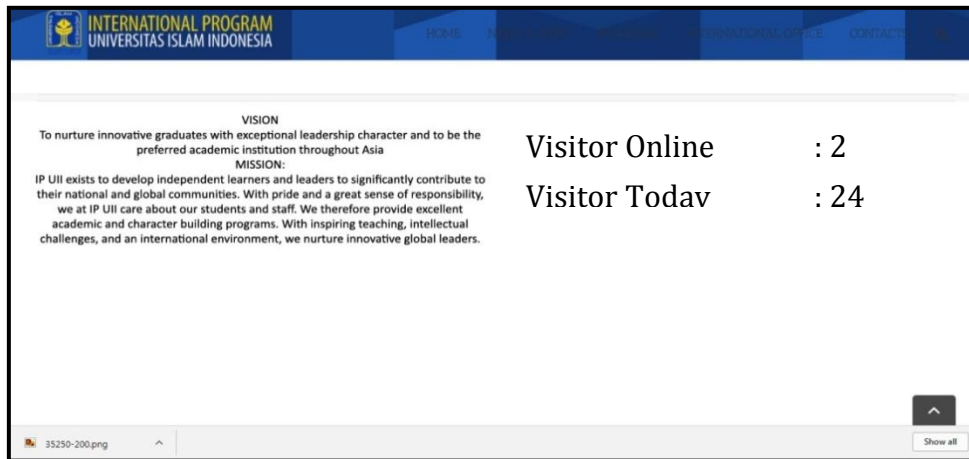 INTERNATIONAL PROGRAM
UNIVERSITAS ISLAM INDONESIA
HOME INTERNATIONAL OFFICE CONTACTS
VISION
To nurture innovative graduates with exceptional leadership character and to be the
preferred academic institution throughout Asia
MISSION:
IP UII exists to develop independent learners and leaders to significantly contribute to
their national and global communities. With pride and a great sense of responsibility,
we at IP UII care about our students and staff. We therefore provide excellent
academic and character building programs. With inspiring teaching, intellectual
challenges, and an international environment, we nurture innovative global leaders.
Visitor Online : 2
Visitor Today : 24
35250-200.png
Show all